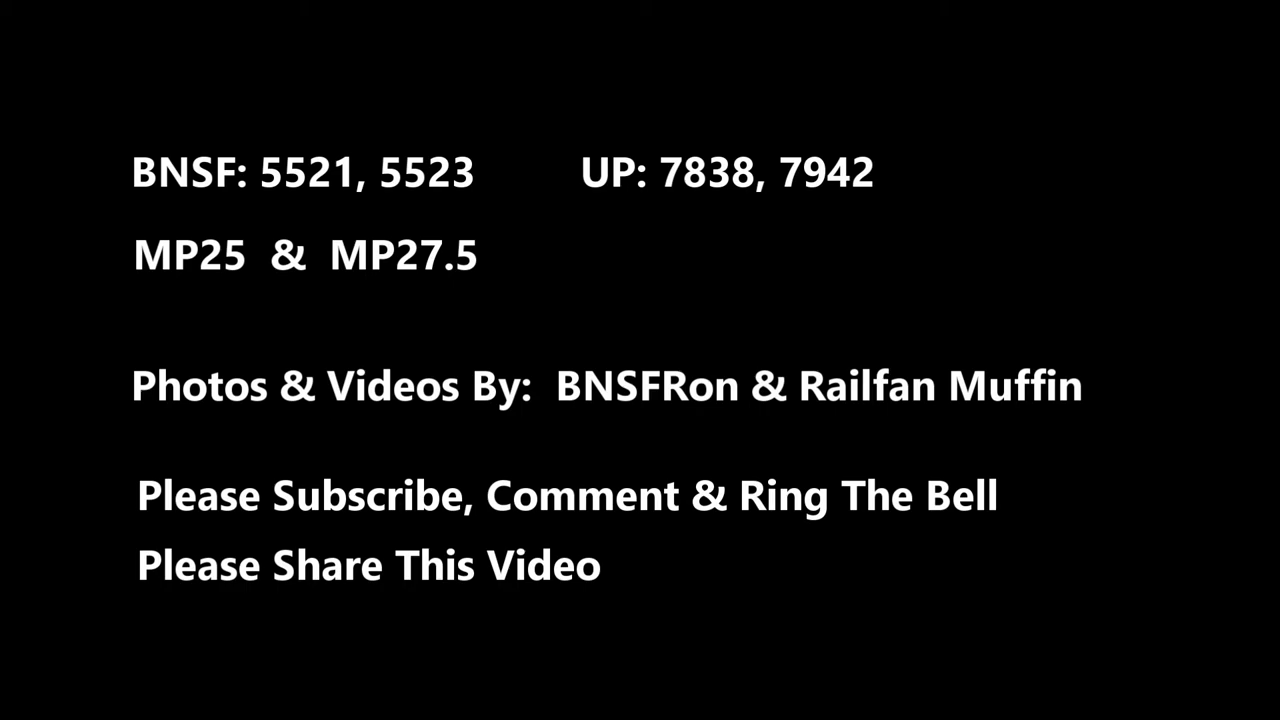 BNSF: 5521, 5523 UP: 7838, 7942
MP25 & MP27.5
Photos & Videos By: BNSFRon & Railfan Muffin
Please Subscribe, Comment & Ring The Bell
Please Share This Video